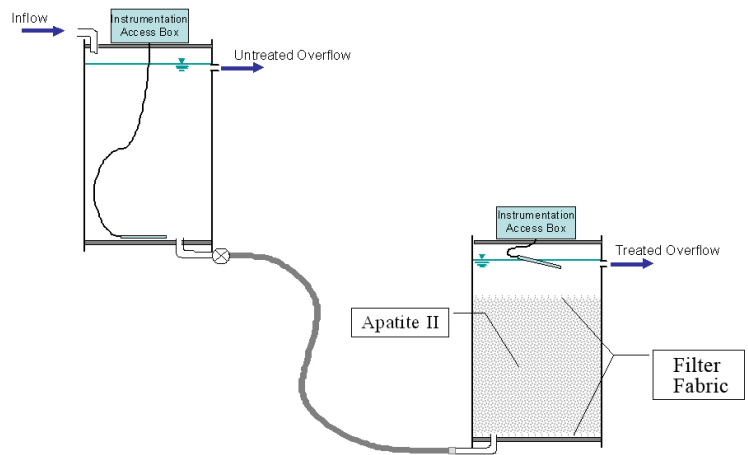 Inflow
Instrumentation
Access Box
Untreated Overflow
Instrumentation
Access Box
Treated Overflow
Apatite II
Filter
Fabric